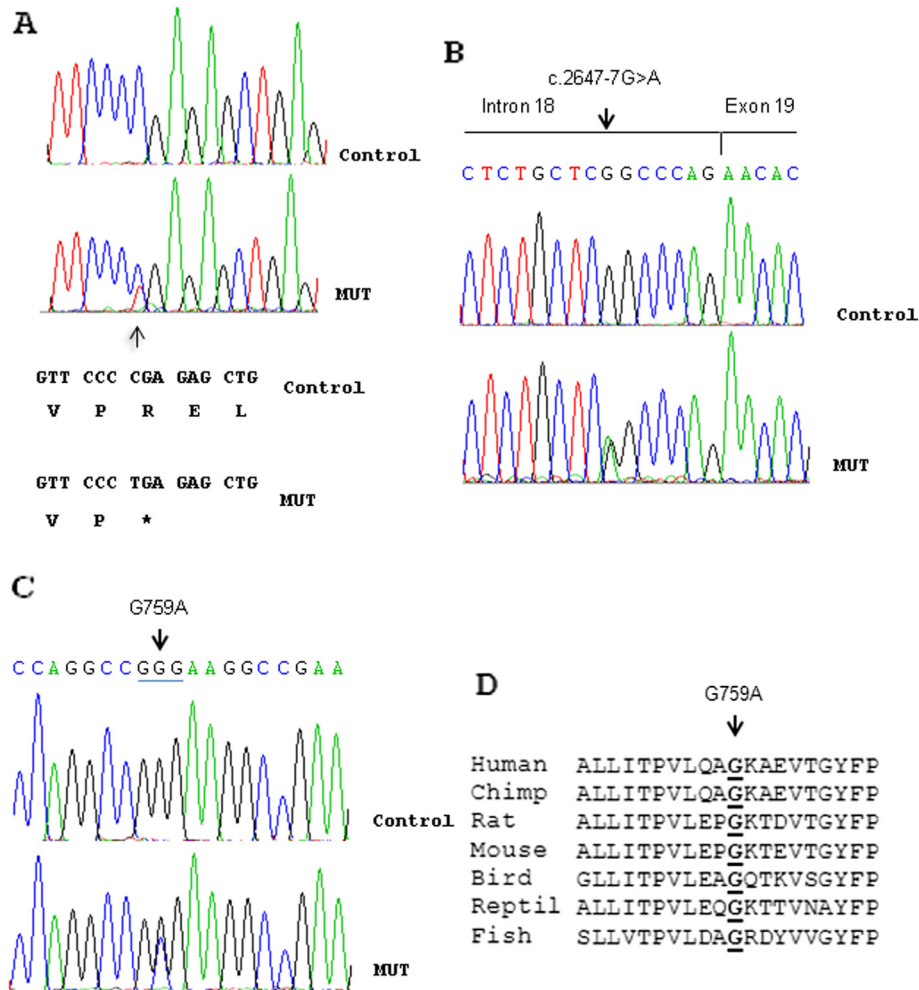 A
Control
MUT
GTT CCC CGA GAG CTG
Control
V P R E L
GTT CCC TGA GAG CTG
MUT
V P *
B
c.2647-7G>A
Intron 18
Exon 19
CTCTGCTCGGCCCAGAACAC
Control
MUT
C
G759A
CCAGGCCGGGAAGGCCGAA
Control
MUT
D
G759A
Human ALLITPVLQAGKAEVTGYFP
Chimp ALLITPVLQAGKAEVTGYFP
Rat ALLITPVLEPGKTDVTGYFP
Mouse ALLITPVLEPGKTEVTGYFP
Bird GLLITPVLEAGQTKVSGYFP
Reptil ALLITPVLEQGKTTVNAYFP
Fish SLLVTPVLDAGRDYVVGYFP